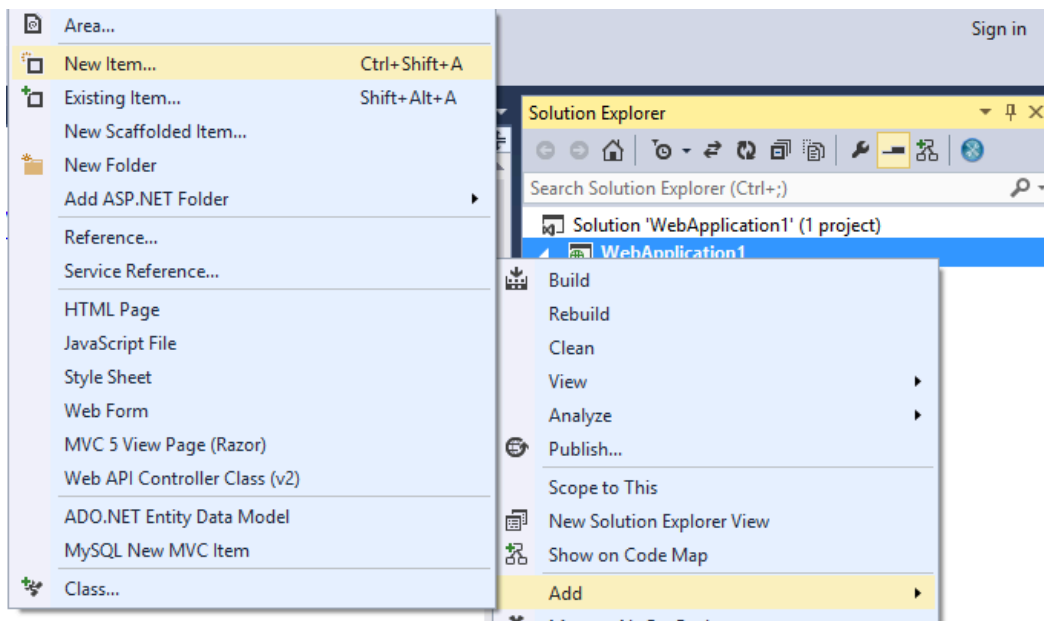 Area...
New Item... Ctrl+Shift+A
Existing Item... Shift+Alt+A
New Scaffolded Item...
New Folder
Add ASP.NET Folder
Reference...
Service Reference...
HTML Page
JavaScript File
Style Sheet
Web Form
MVC 5 View Page (Razor)
Web API Controller Class (v2)
ADO.NET Entity Data Model
MySQL New MVC Item
Class...
Sign in
Solution Explorer
Search Solution Explorer (Ctrl+;)
Solution 'WebApplication1' (1 project)
WebApplication1
Build
Rebuild
Clean
View
Analyze
Publish...
Scope to This
New Solution Explorer View
Show on Code Map
Add